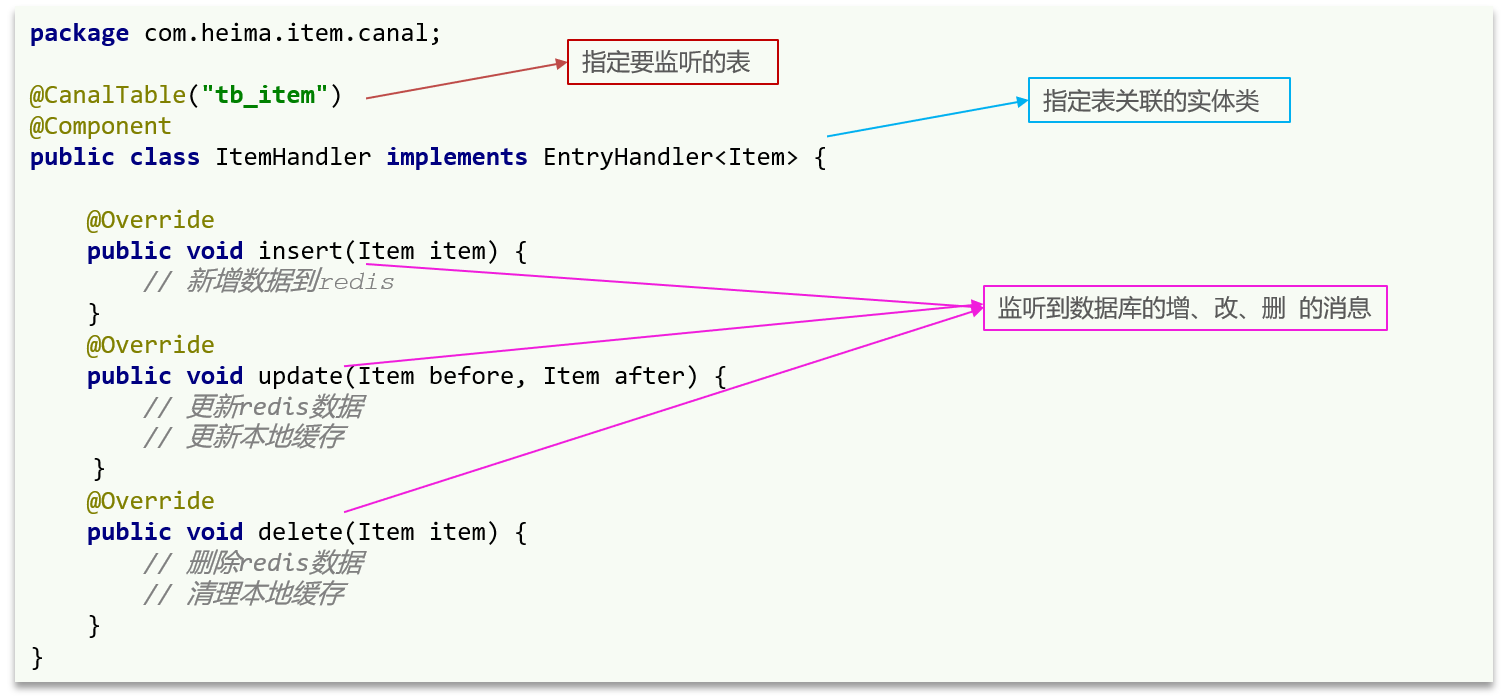 package com.heima.item.canal;
指定要监听的表
@CanalTable("tb_item")
指定表关联的实体类
@Component
public class ItemHandler implements EntryHandler<Item> {
@Override
public void insert(Item item) {
// 新增数据到redis
}
监听到数据库的增、改、删 的消息
@Override
public void update(Item before, Item after) {
// 更新redis数据
// 更新本地缓存
}
@Override
public void delete(Item item) {
// 删除redis数据
// 清理本地缓存
}
}